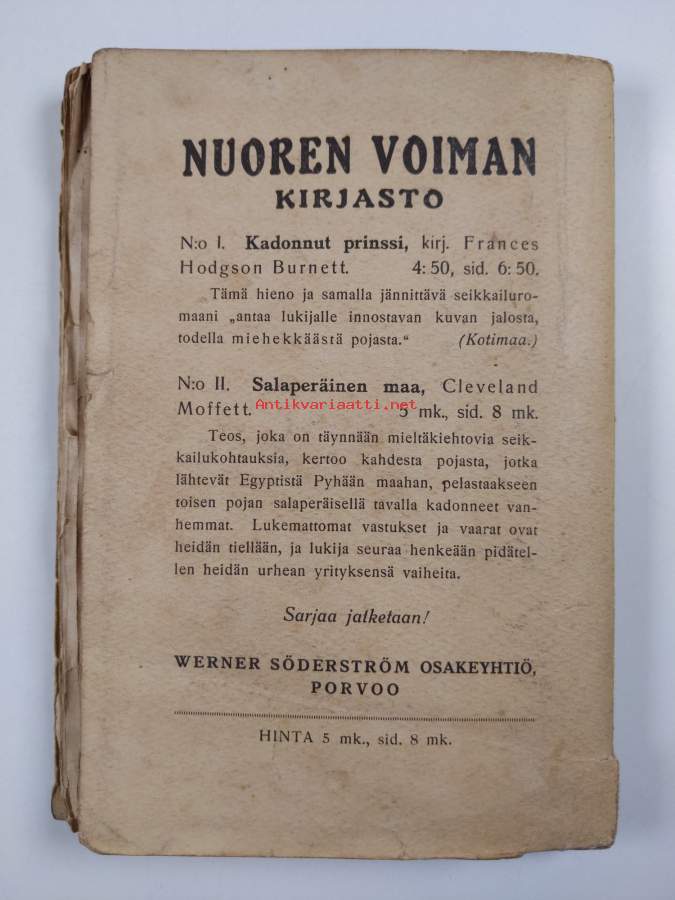 NUOREN VOIMAN
KIRJASTO
N:o I. Kadonnut prinssi, kirj. Frances
Hodgson Burnett. 4:50, sid. 6:50.
Tämä hieno ja samalla jännittävä seikkailuro-
maani „antaa lukijalle innostavan kuvan jalosta,
todella miehekkäästä pojasta.“ (Kotimaa.)
N:o II. Salaperäinen maa, Cleveland
Moffett. 5 mk., sid. 8 mk.
Antikvariaatti.net
Teos, joka on täynnään mieltäkiehtovia seik-
kailukohtauksia, kertoo kahdesta pojasta, jotka
lähtevät Egyptistä Pyhään maahan, pelastaakseen
toisen pojan salaperäisellä tavalla kadonneet van-
hemmat. Lukemattomat vastukset ja vaarat ovat
heidän tiellään, ja lukija seuraa henkeään pidätel-
len heidän urhean yrityksensä vaiheita.
Sarjaa jatketaan!
WERNER SÖDERSTRÖM OSAKEYHTIÖ,
PORVOO
HINTA 5 mk., sid. 8 mk.